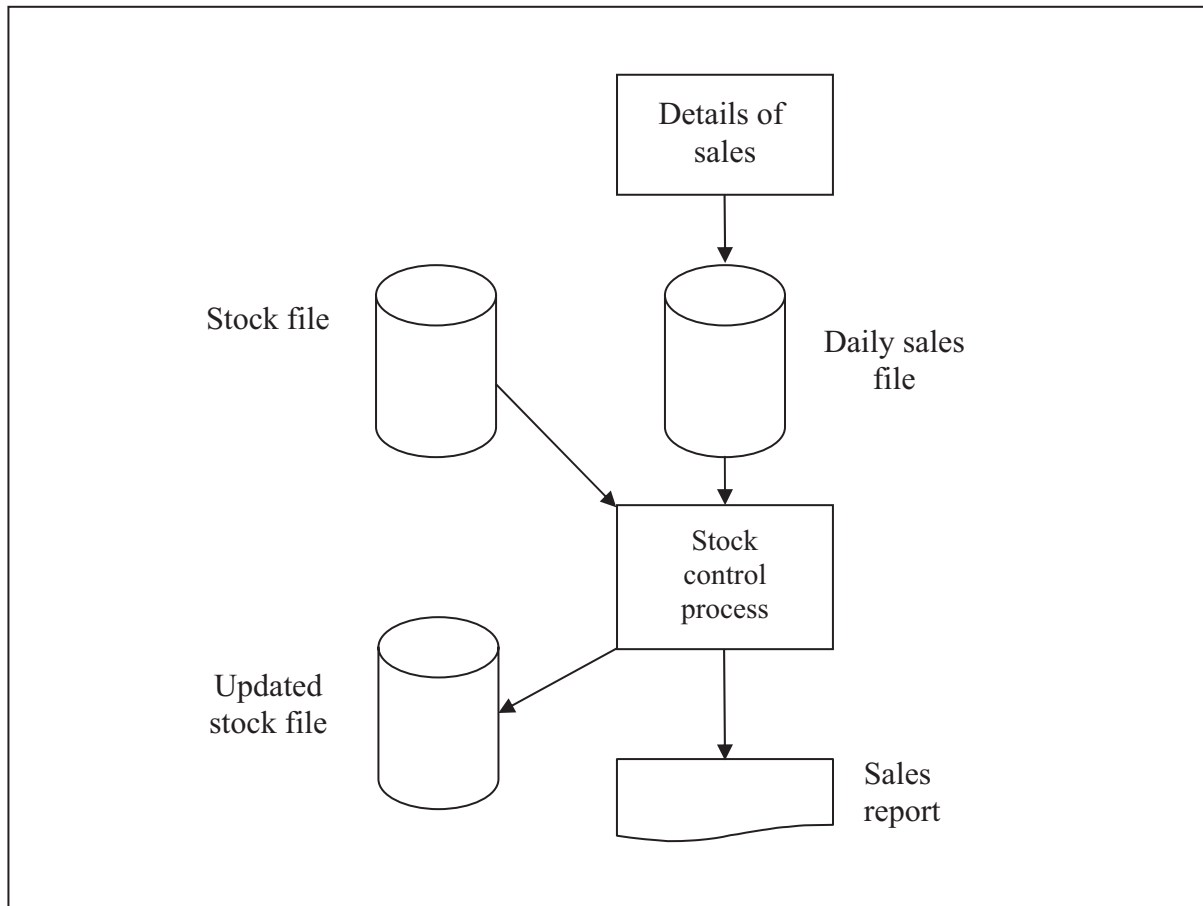 Details of
sales
Stock file
Daily sales
file
Stock
control
process
Updated
stock file
Sales
report